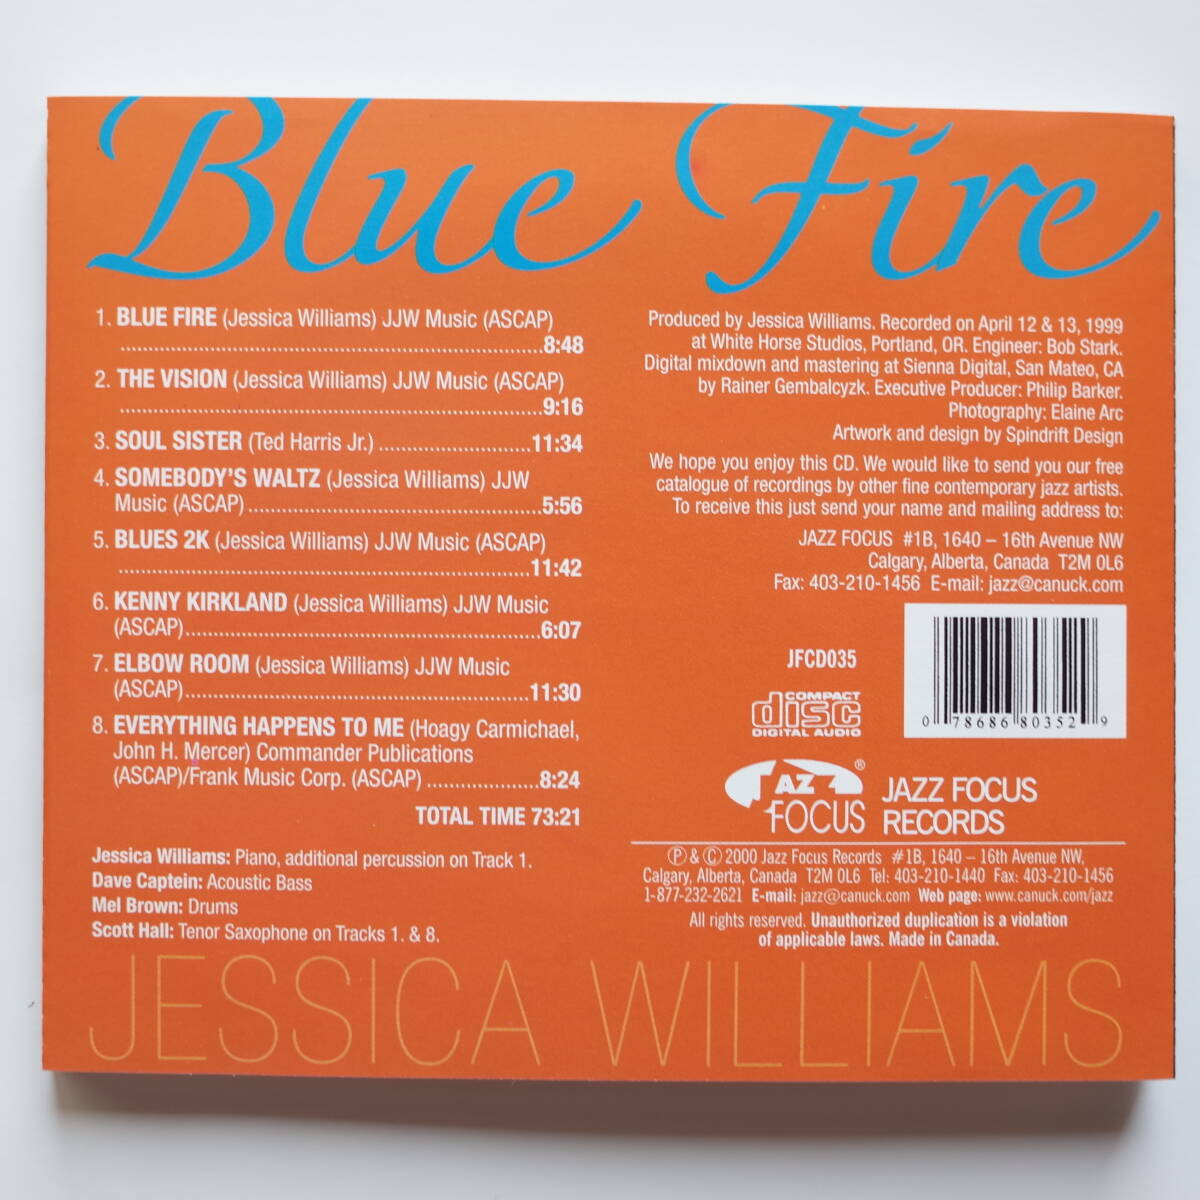 Blue Fire
1. BLUE FIRE (Jessica Williams) JJW Music (ASCAP)
........................................................................8:48
2. THE VISION (Jessica Williams) JJW Music (ASCAP)
........................................................................9:16
3. SOUL SISTER (Ted Harris Jr.) ..........................11:34
4. SOMEBODY'S WALTZ (Jessica Williams) JJW
Music (ASCAP) ..................................................5:56
5. BLUES 2K (Jessica Williams) JJW Music (ASCAP)
......................................................................11:42
6. KENNY KIRKLAND (Jessica Williams) JJW Music
(ASCAP).............................................................6:07
7. ELBOW ROOM (Jessica Williams) JJW Music
(ASCAP)...........................................................11:30
8. EVERYTHING HAPPENS TO ME (Hoagy Carmichael,
John H. Mercer) Commander Publications
(ASCAP)/Frank Music Corp. (ASCAP) ...................8:24
TOTAL TIME 73:21
Jessica Williams: Piano, additional percussion on Track 1.
Dave Captein: Acoustic Bass
Mel Brown: Drums
Scott Hall: Tenor Saxophone on Tracks 1. & 8.
Produced by Jessica Williams. Recorded on April 12 & 13, 1999
at White Horse Studios, Portland, OR. Engineer: Bob Stark.
Digital mixdown and mastering at Sienna Digital, San Mateo, CA
by Rainer Gembalcyzk. Executive Producer: Philip Barker.
Photography: Elaine Arc
Artwork and design by Spindrift Design
We hope you enjoy this CD. We would like to send you our free
catalogue of recordings by other fine contemporary jazz artists.
To receive this just send your name and mailing address to:
JAZZ FOCUS #1B, 1640 – 16th Avenue NW
Calgary, Alberta, Canada T2M 0L6
Fax: 403-210-1456 E-mail: jazz@canuck.com
JFCD035
COMPACT
disc
DIGITAL AUDIO
0 78686 80352 9
JAZZ ®
FOCUS
JAZZ FOCUS
RECORDS
Ⓟ & © 2000 Jazz Focus Records #1B, 1640 – 16th Avenue NW,
Calgary, Alberta, Canada T2M 0L6 Tel: 403-210-1440 Fax: 403-210-1456
1-877-232-2621 E-mail: jazz@canuck.com Web page: www.canuck.com/jazz
All rights reserved. Unauthorized duplication is a violation
of applicable laws. Made in Canada.
JESSICA WILLIAMS